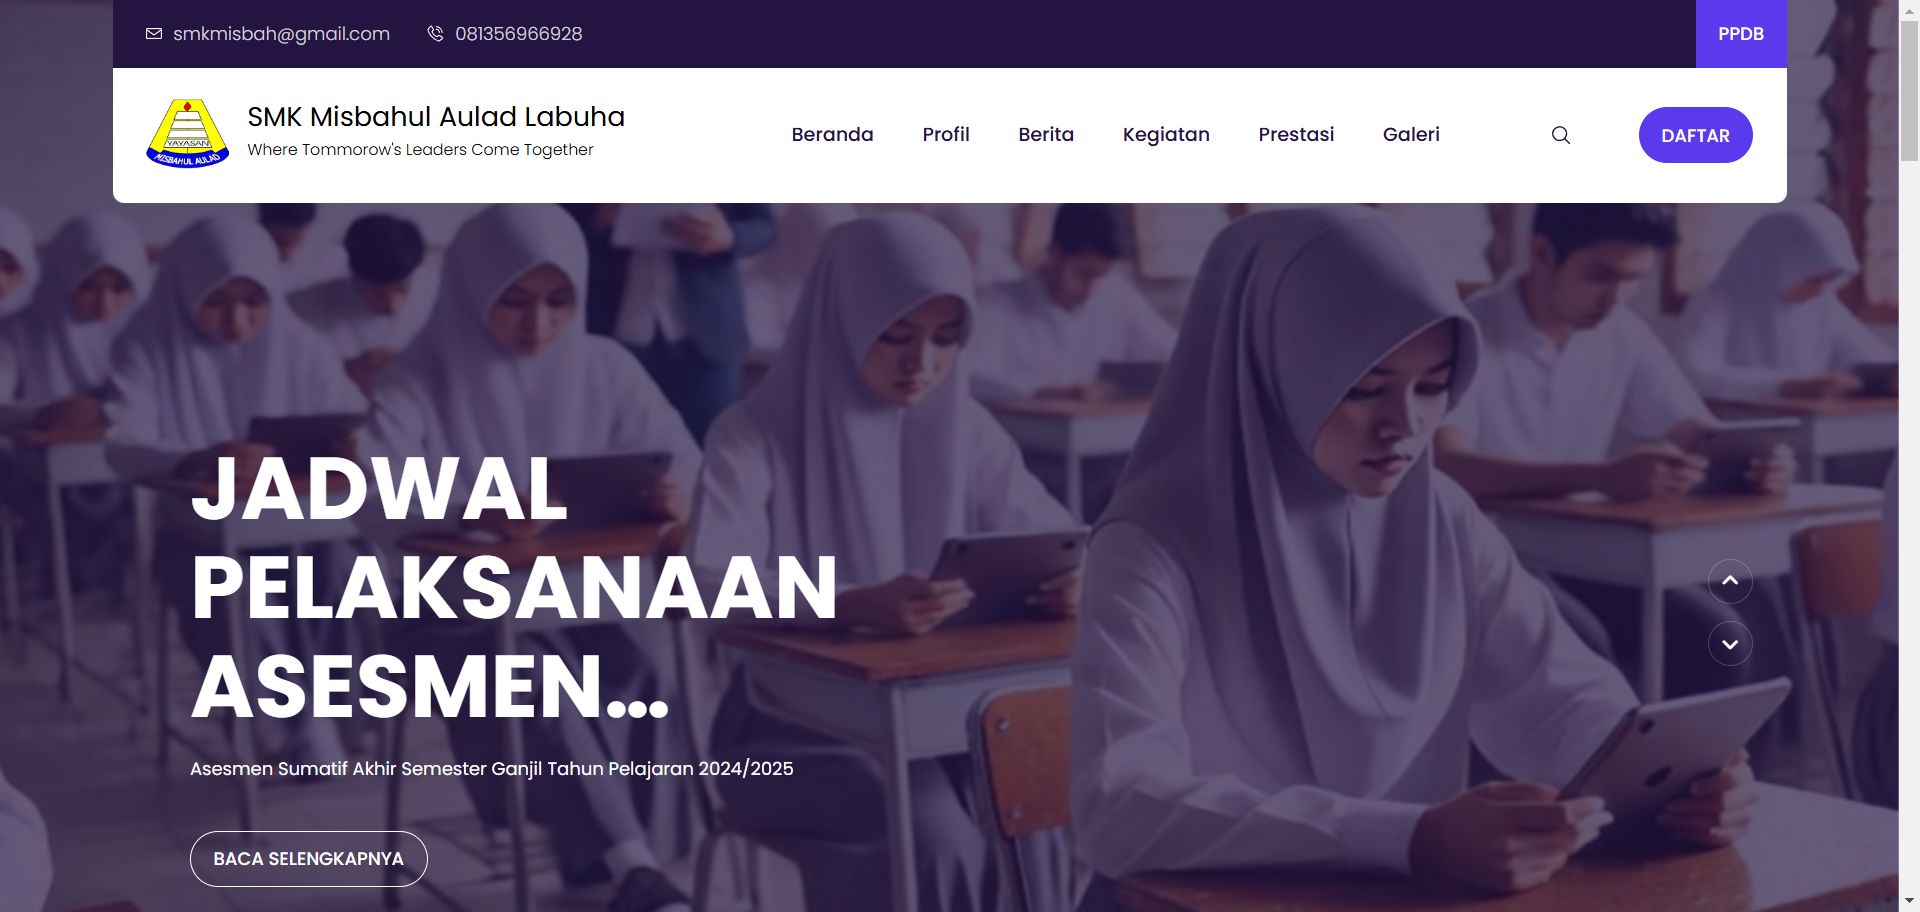 smkmisbah@gmail.com
081356966928
PPDB
YAYASAN
MISBAHUL AULAD
SMK Misbahul Aulad Labuha
Where Tommorow's Leaders Come Together
Beranda
Profil
Berita
Kegiatan
Prestasi
Galeri
DAFTAR
JADWAL
PELAKSANAAN
ASESMEN...
Asesmen Sumatif Akhir Semester Ganjil Tahun Pelajaran 2024/2025
BACA SELENGKAPNYA